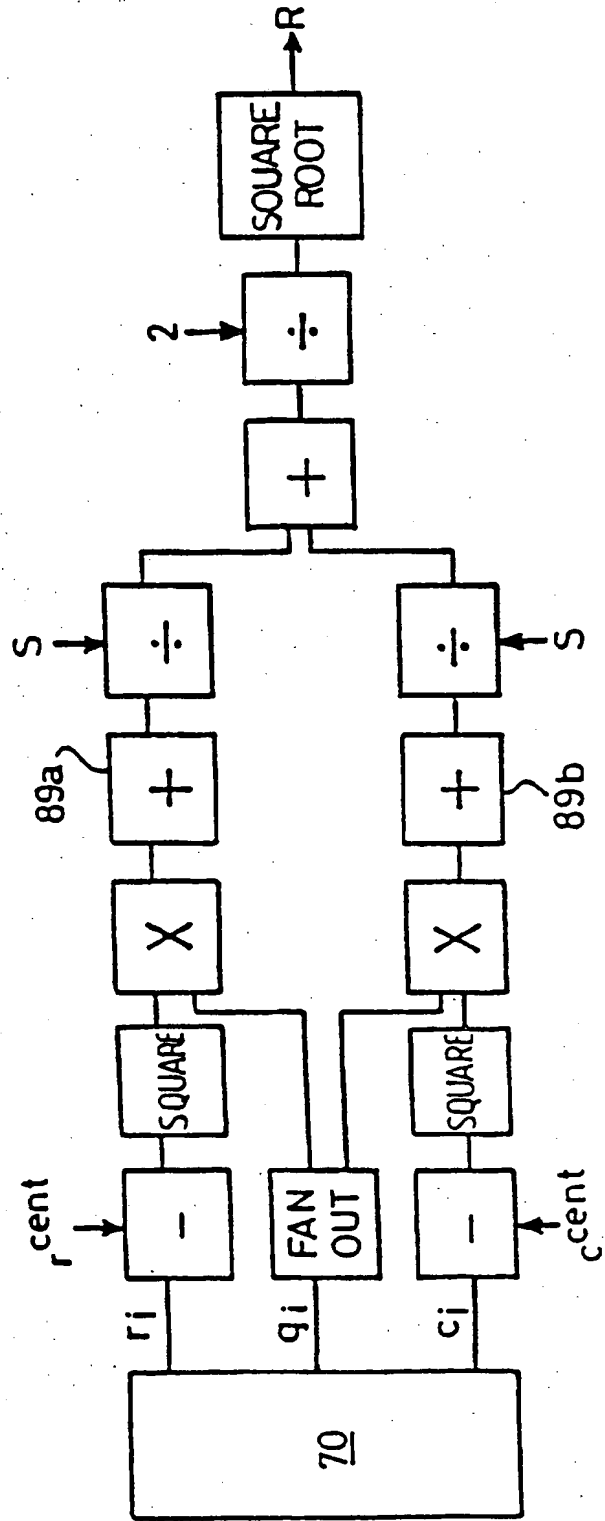 70
ri
qi
ci
r cent
c cent
−
FAN OUT
−
SQUARE
SQUARE
X
X
89a
+
+
89b
S
÷
÷
S
+
2
÷
SQUARE ROOT
R